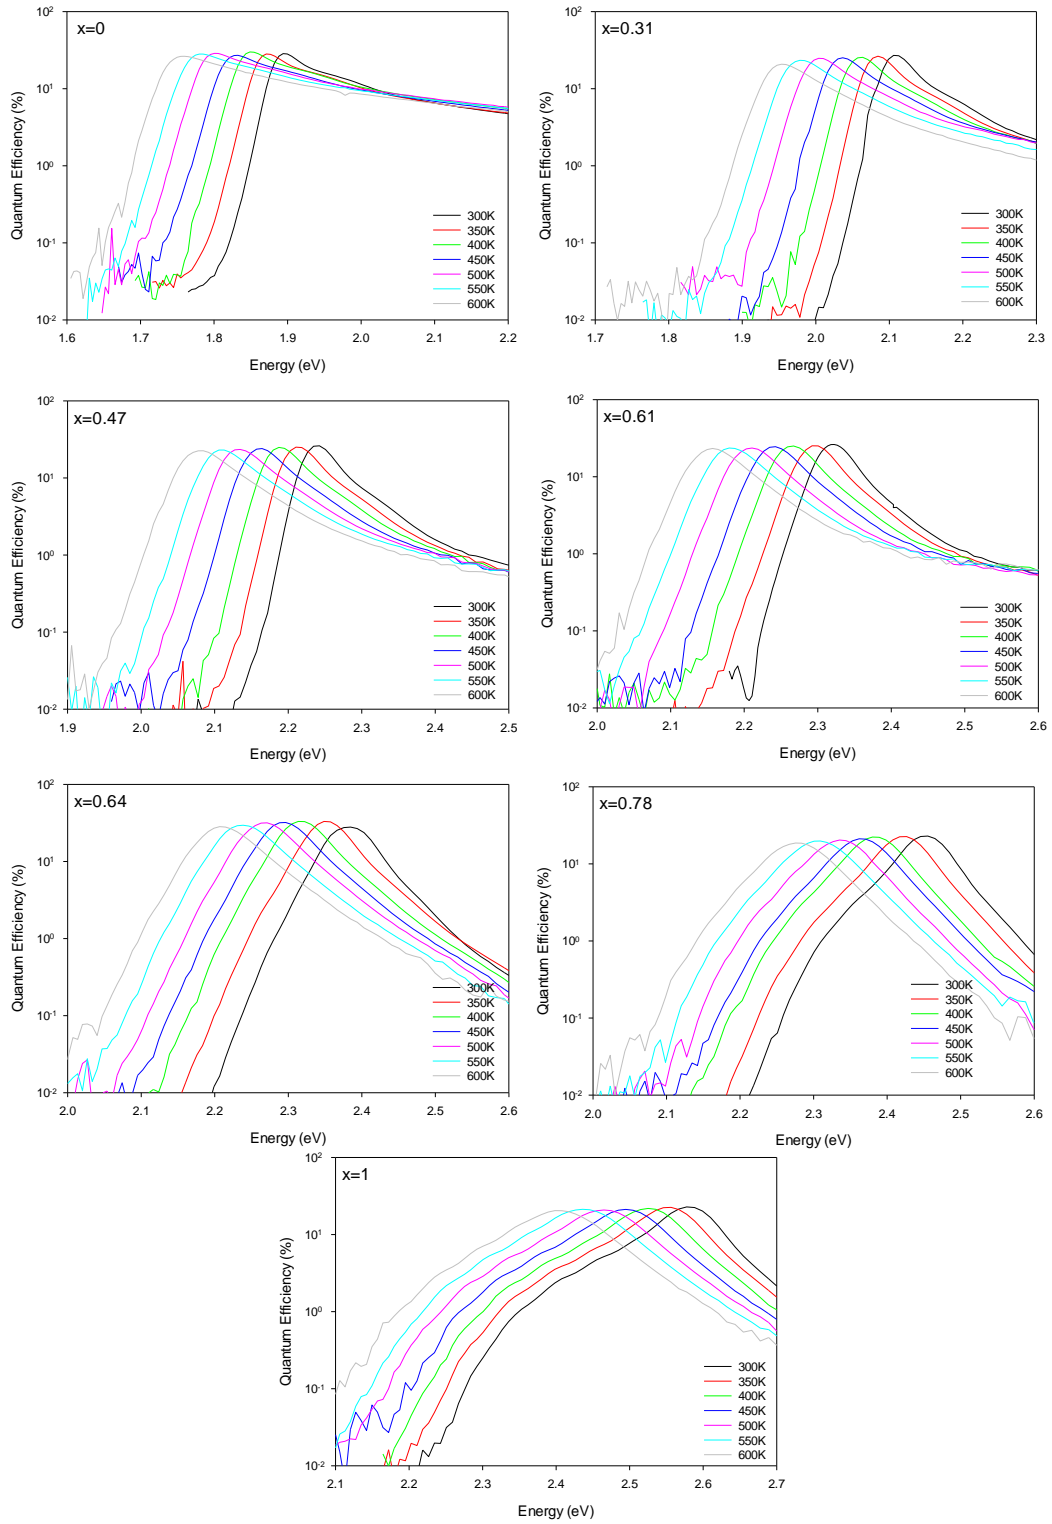 x=0
Quantum Efficiency (%)
10²
10¹
10⁰
10⁻¹
10⁻²
300K
350K
400K
450K
500K
550K
600K
1.6 1.7 1.8 1.9 2.0 2.1 2.2
Energy (eV)
x=0.31
Quantum Efficiency (%)
10²
10¹
10⁰
10⁻¹
10⁻²
300K
350K
400K
450K
500K
550K
600K
1.7 1.8 1.9 2.0 2.1 2.2 2.3
Energy (eV)
x=0.47
Quantum Efficiency (%)
10²
10¹
10⁰
10⁻¹
10⁻²
300K
350K
400K
450K
500K
550K
600K
1.9 2.0 2.1 2.2 2.3 2.4 2.5
Energy (eV)
x=0.61
Quantum Efficiency (%)
10²
10¹
10⁰
10⁻¹
10⁻²
300K
350K
400K
450K
500K
550K
600K
2.0 2.1 2.2 2.3 2.4 2.5 2.6
Energy (eV)
x=0.64
Quantum Efficiency (%)
10²
10¹
10⁰
10⁻¹
10⁻²
300K
350K
400K
450K
500K
550K
600K
2.0 2.1 2.2 2.3 2.4 2.5 2.6
Energy (eV)
x=0.78
Quantum Efficiency (%)
10²
10¹
10⁰
10⁻¹
10⁻²
300K
350K
400K
450K
500K
550K
600K
2.0 2.1 2.2 2.3 2.4 2.5 2.6
Energy (eV)
x=1
Quantum Efficiency (%)
10²
10¹
10⁰
10⁻¹
10⁻²
300K
350K
400K
450K
500K
550K
600K
2.1 2.2 2.3 2.4 2.5 2.6 2.7
Energy (eV)